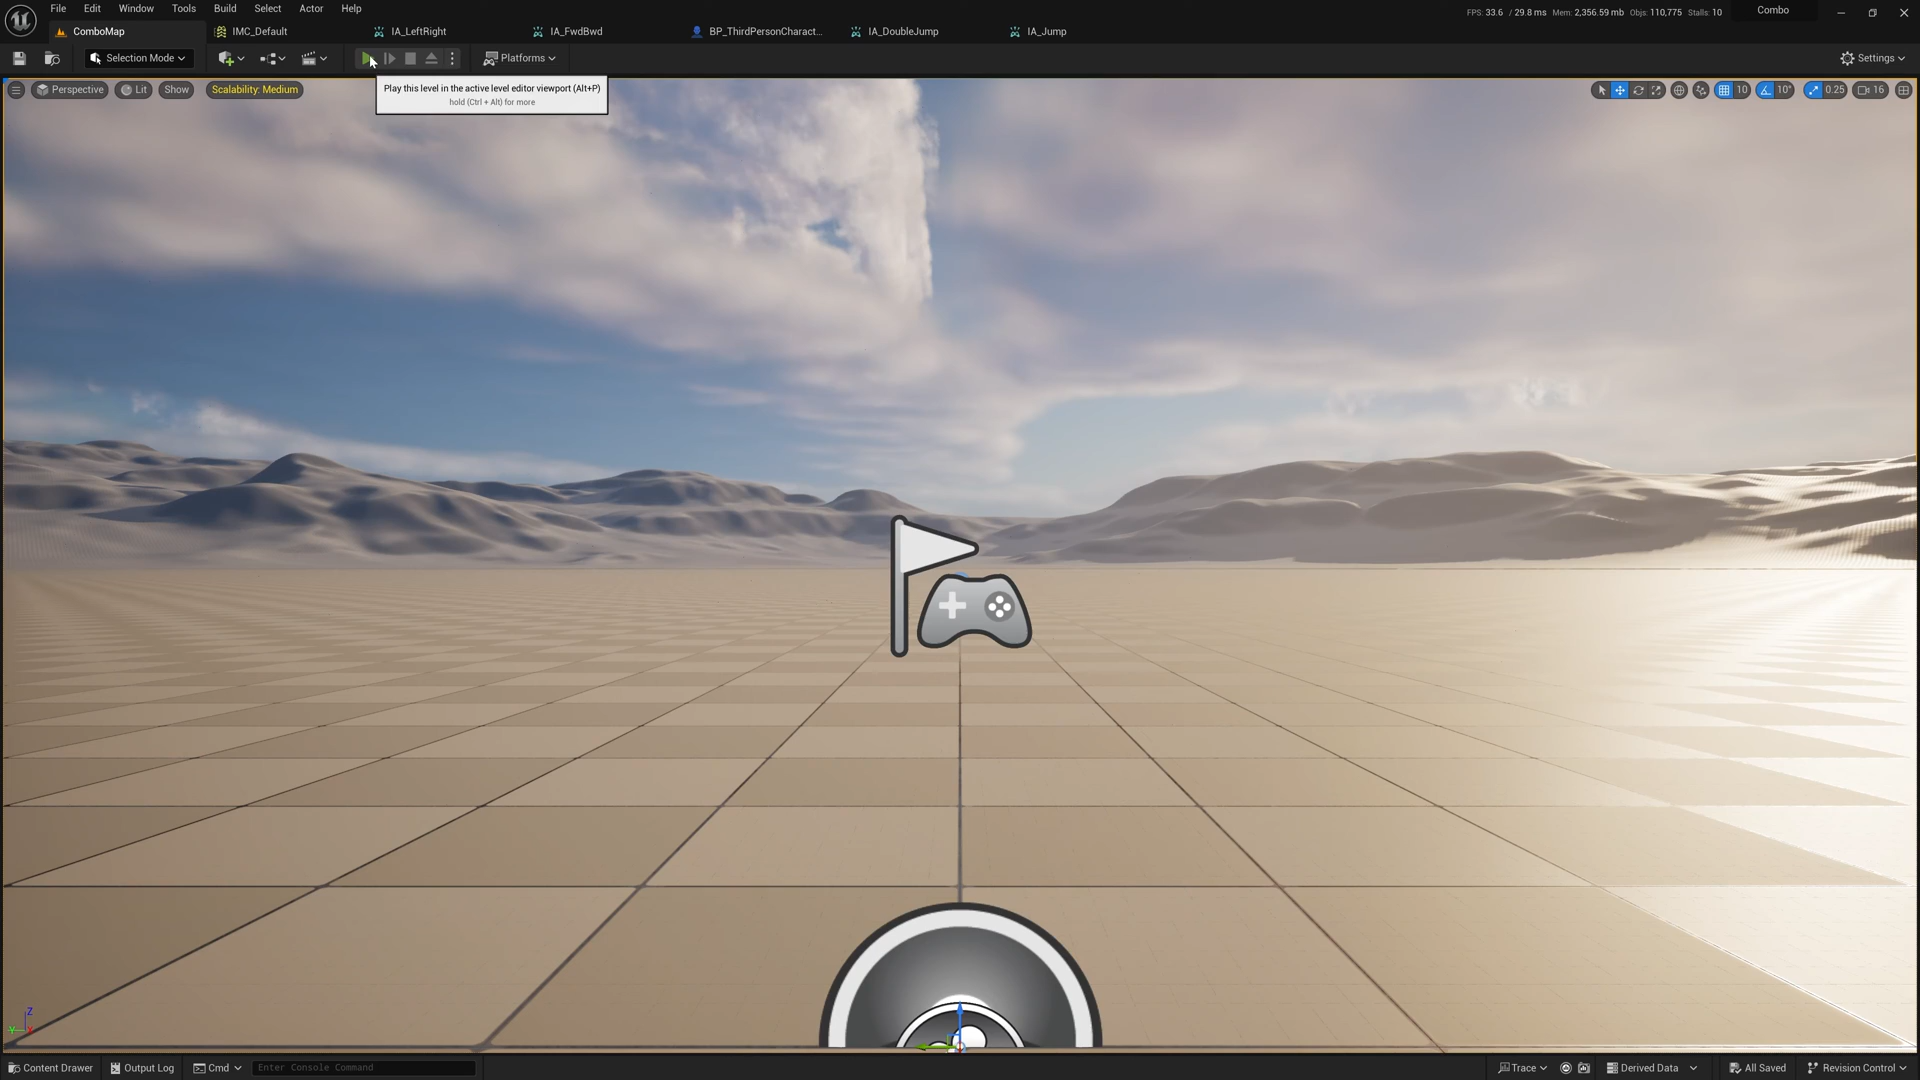 File Edit Window Tools Build Select Actor Help
FPS: 33.6 / 29.8 ms Mem: 2,356.59 mb Objs: 110,775 Stalls: 10
Combo
ComboMap
IMC_Default
IA_LeftRight
IA_FwdBwd
BP_ThirdPersonCharact...
IA_DoubleJump
IA_Jump
Selection Mode
Platforms
Settings
Perspective
Lit
Show
Scalability: Medium
Play this level in the active level editor viewport (Alt+P)
hold (Ctrl + Alt) for more
10
10°
0.25
16
Z
Y
X
Content Drawer
Output Log
Cmd
Enter Console Command
Trace
Derived Data
All Saved
Revision Control